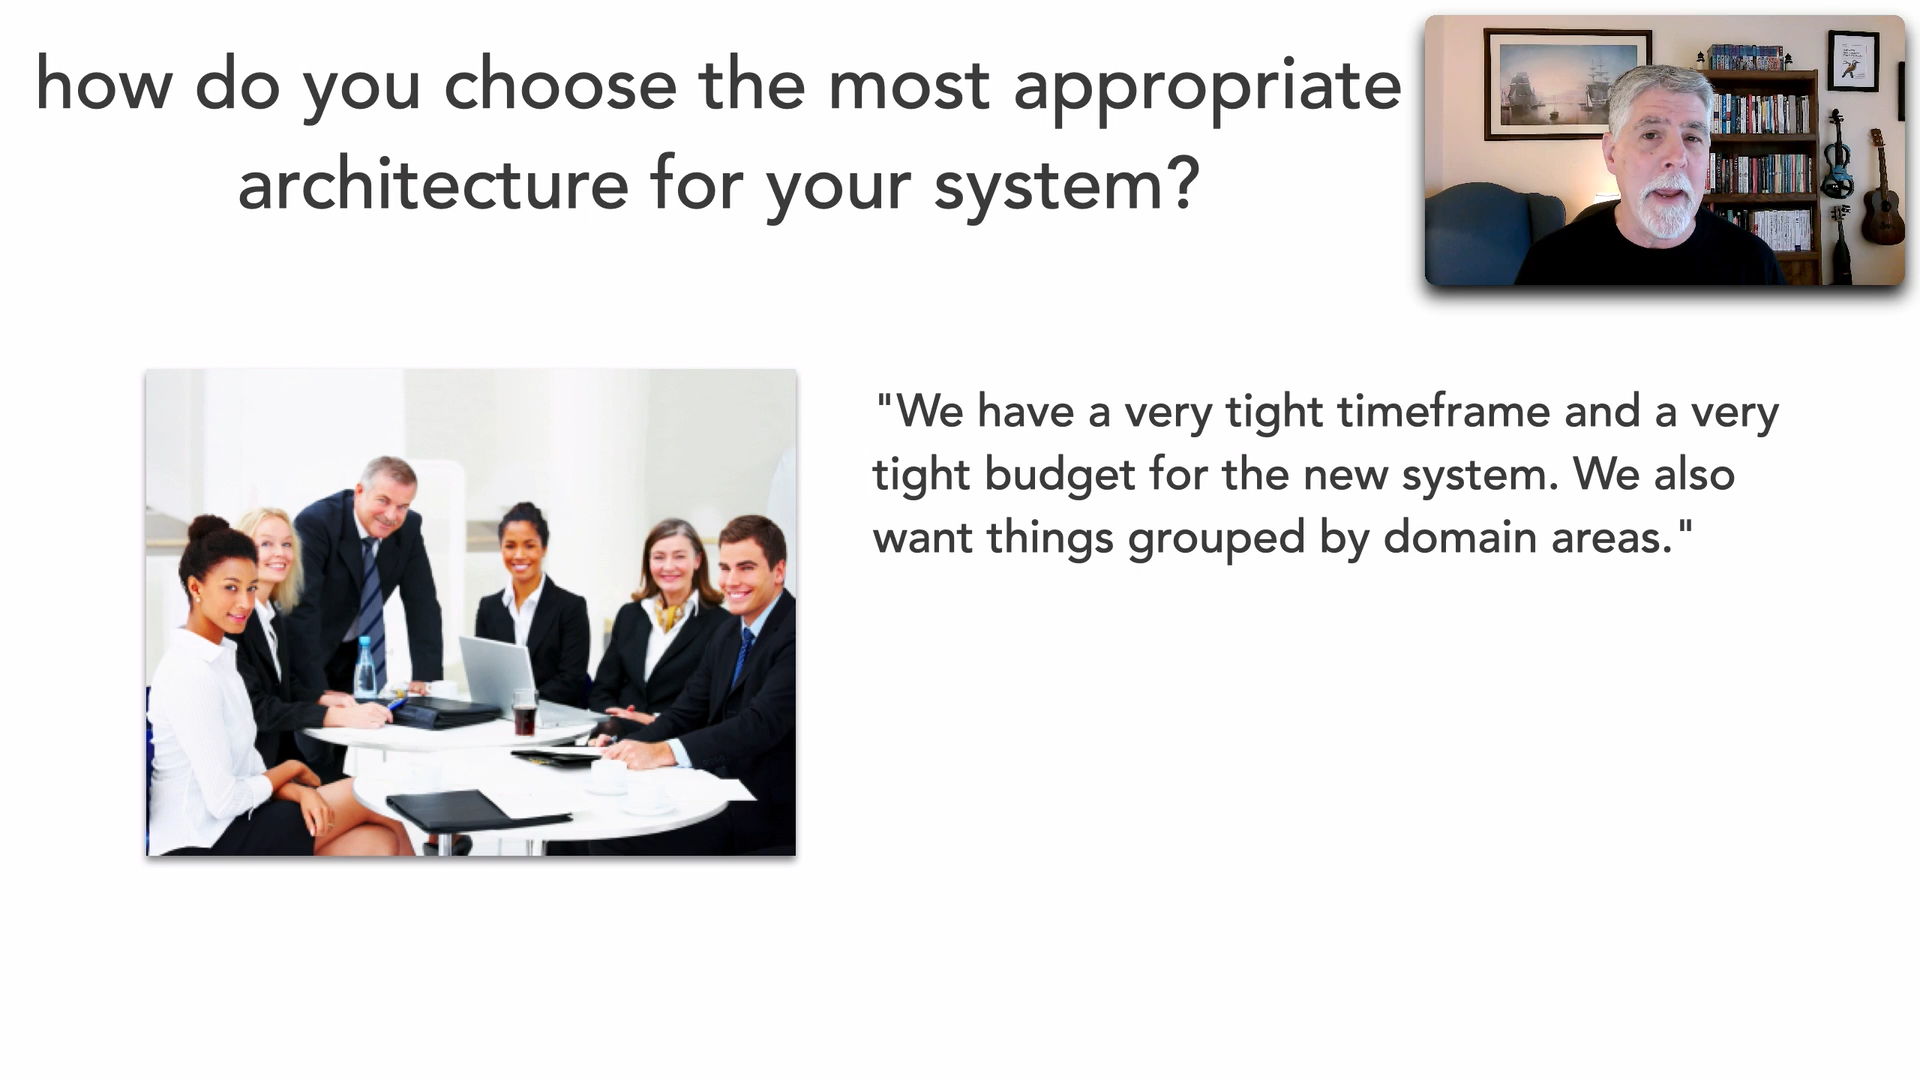 how do you choose the most appropriate
architecture for your system?
"We have a very tight timeframe and a very
tight budget for the new system. We also
want things grouped by domain areas."